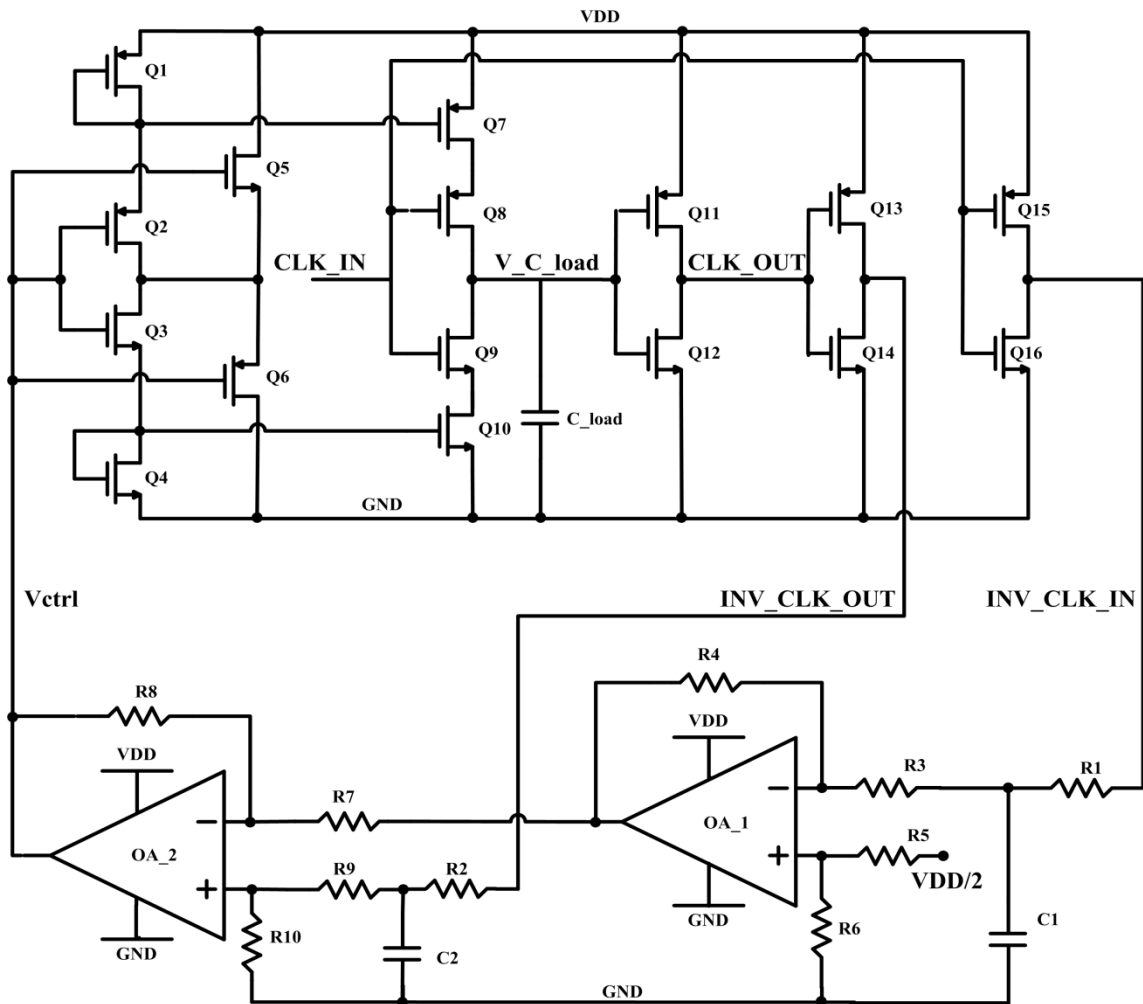 VDD
Q1
Q7
Q5
Q2
Q8
Q11
Q13
Q15
CLK_IN
V_C_load
CLK_OUT
Q3
Q9
Q12
Q14
Q16
Q6
Q10
C_load
Q4
GND
Vctrl
INV_CLK_OUT
INV_CLK_IN
R4
R8
VDD
VDD
R3
R1
R7
OA_1
R5
OA_2
R9
R2
VDD/2
GND
R10
C2
GND
R6
C1
GND